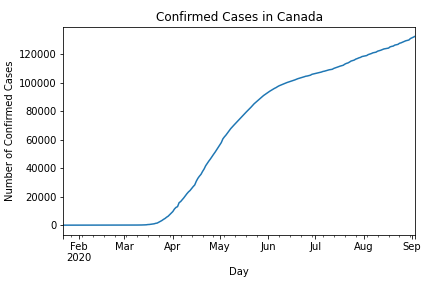 Confirmed Cases in Canada
Number of Confirmed Cases
120000
100000
80000
60000
40000
20000
0
Feb Mar Apr May Jun Jul Aug Sep
2020
Day